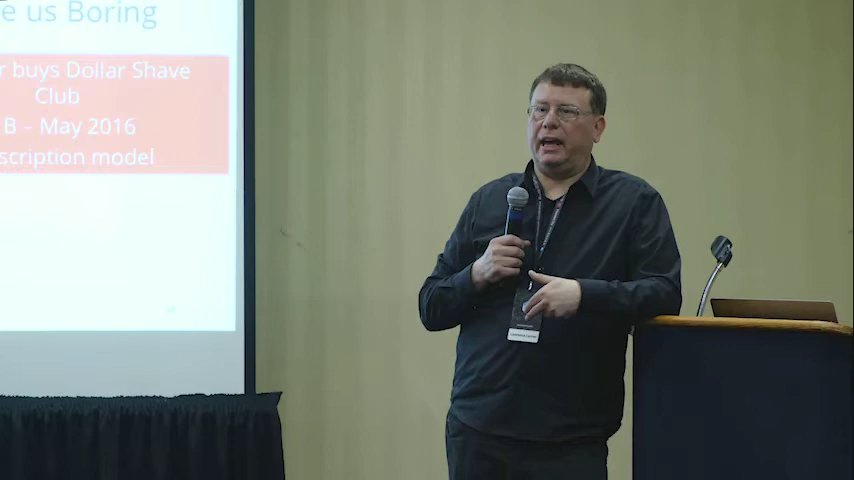 e us Boring
r buys Dollar Shave
Club
B – May 2016
scription model